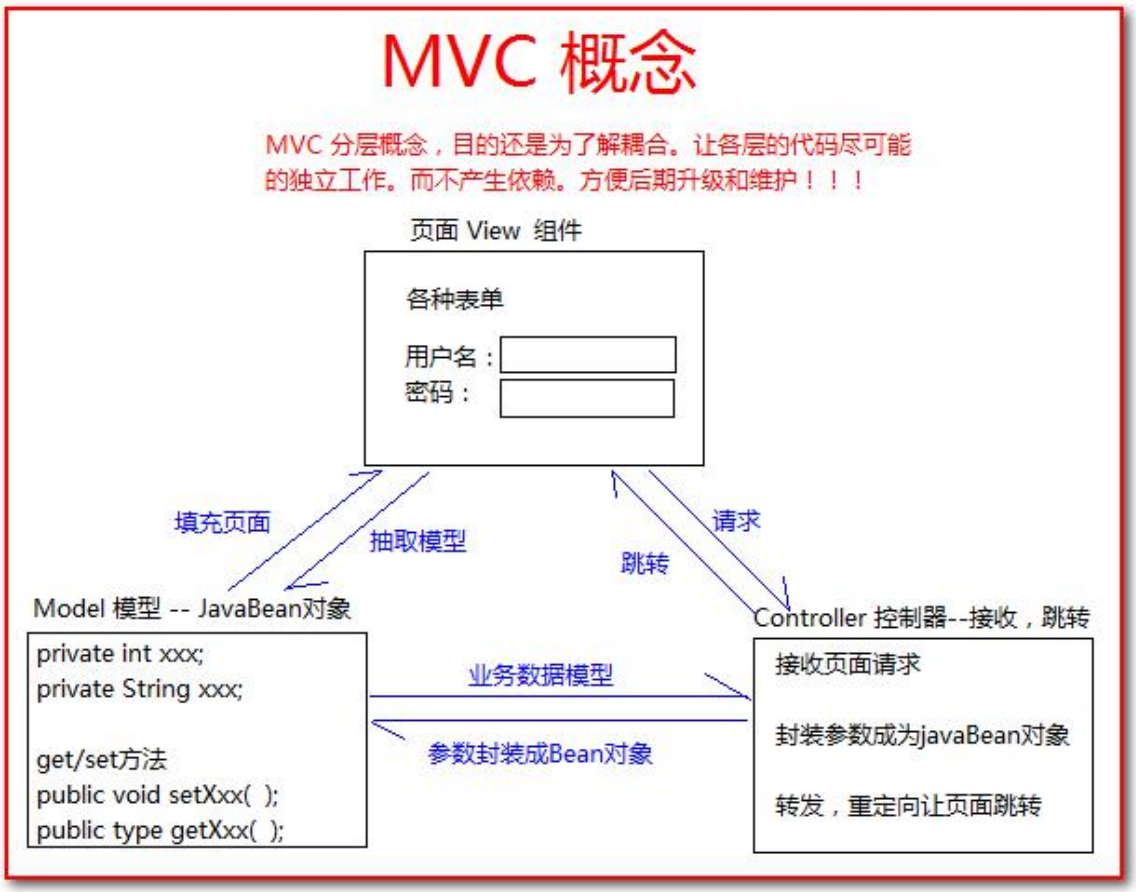 MVC 概念
MVC 分层概念，目的还是为了解耦合。让各层的代码尽可能
的独立工作。而不产生依赖。方便后期升级和维护！！！
页面 View 组件
各种表单
用户名：
密码：
填充页面
抽取模型
请求
跳转
Model 模型 -- JavaBean对象
private int xxx;
private String xxx;
get/set方法
public void setXxx( );
public type getXxx( );
业务数据模型
参数封装成Bean对象
Controller 控制器--接收，跳转
接收页面请求
封装参数成为javaBean对象
转发，重定向让页面跳转